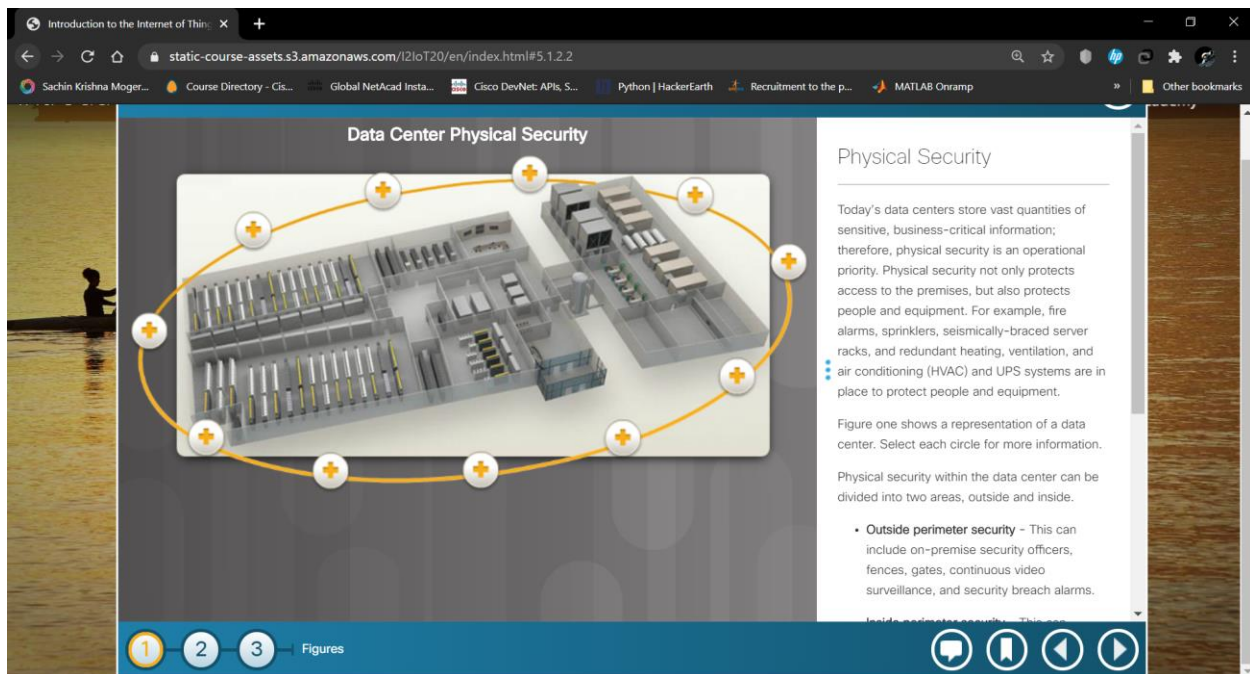 Introduction to the Internet of Thing
static-course-assets.s3.amazonaws.com/I2IoT20/en/index.html#5.1.2.2
Sachin Krishna Moger...
Course Directory - Cis...
Global NetAcad Insta...
Cisco DevNet: APIs, S...
Python | HackerEarth
Recruitment to the p...
MATLAB Onramp
»
Other bookmarks
Data Center Physical Security
Physical Security
Today's data centers store vast quantities of
sensitive, business-critical information;
therefore, physical security is an operational
priority. Physical security not only protects
access to the premises, but also protects
people and equipment. For example, fire
alarms, sprinklers, seismically-braced server
racks, and redundant heating, ventilation, and
air conditioning (HVAC) and UPS systems are in
place to protect people and equipment.
Figure one shows a representation of a data
center. Select each circle for more information.
Physical security within the data center can be
divided into two areas, outside and inside.
• Outside perimeter security - This can
include on-premise security officers,
fences, gates, continuous video
surveillance, and security breach alarms.
Inside perimeter security - This can
1
2
3
Figures